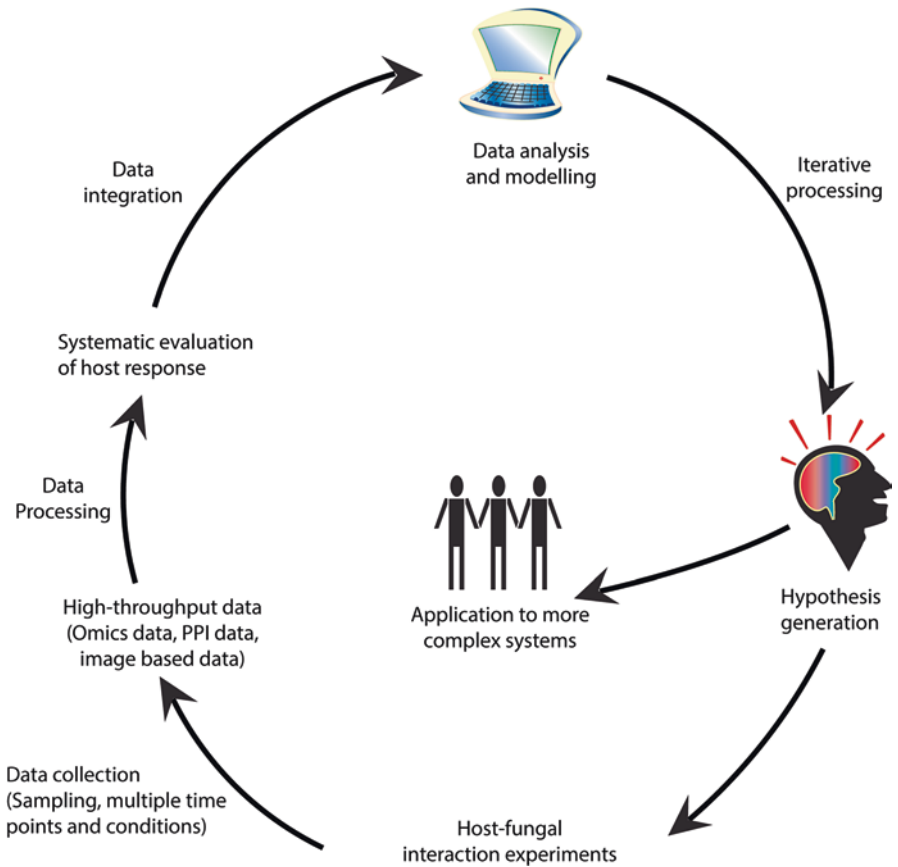 Data analysis
and modelling
Iterative
processing
Hypothesis
generation
Application to more
complex systems
Host-fungal
interaction experiments
Data collection
(Sampling, multiple time
points and conditions)
High-throughput data
(Omics data, PPI data,
image based data)
Data
Processing
Systematic evaluation
of host response
Data
integration